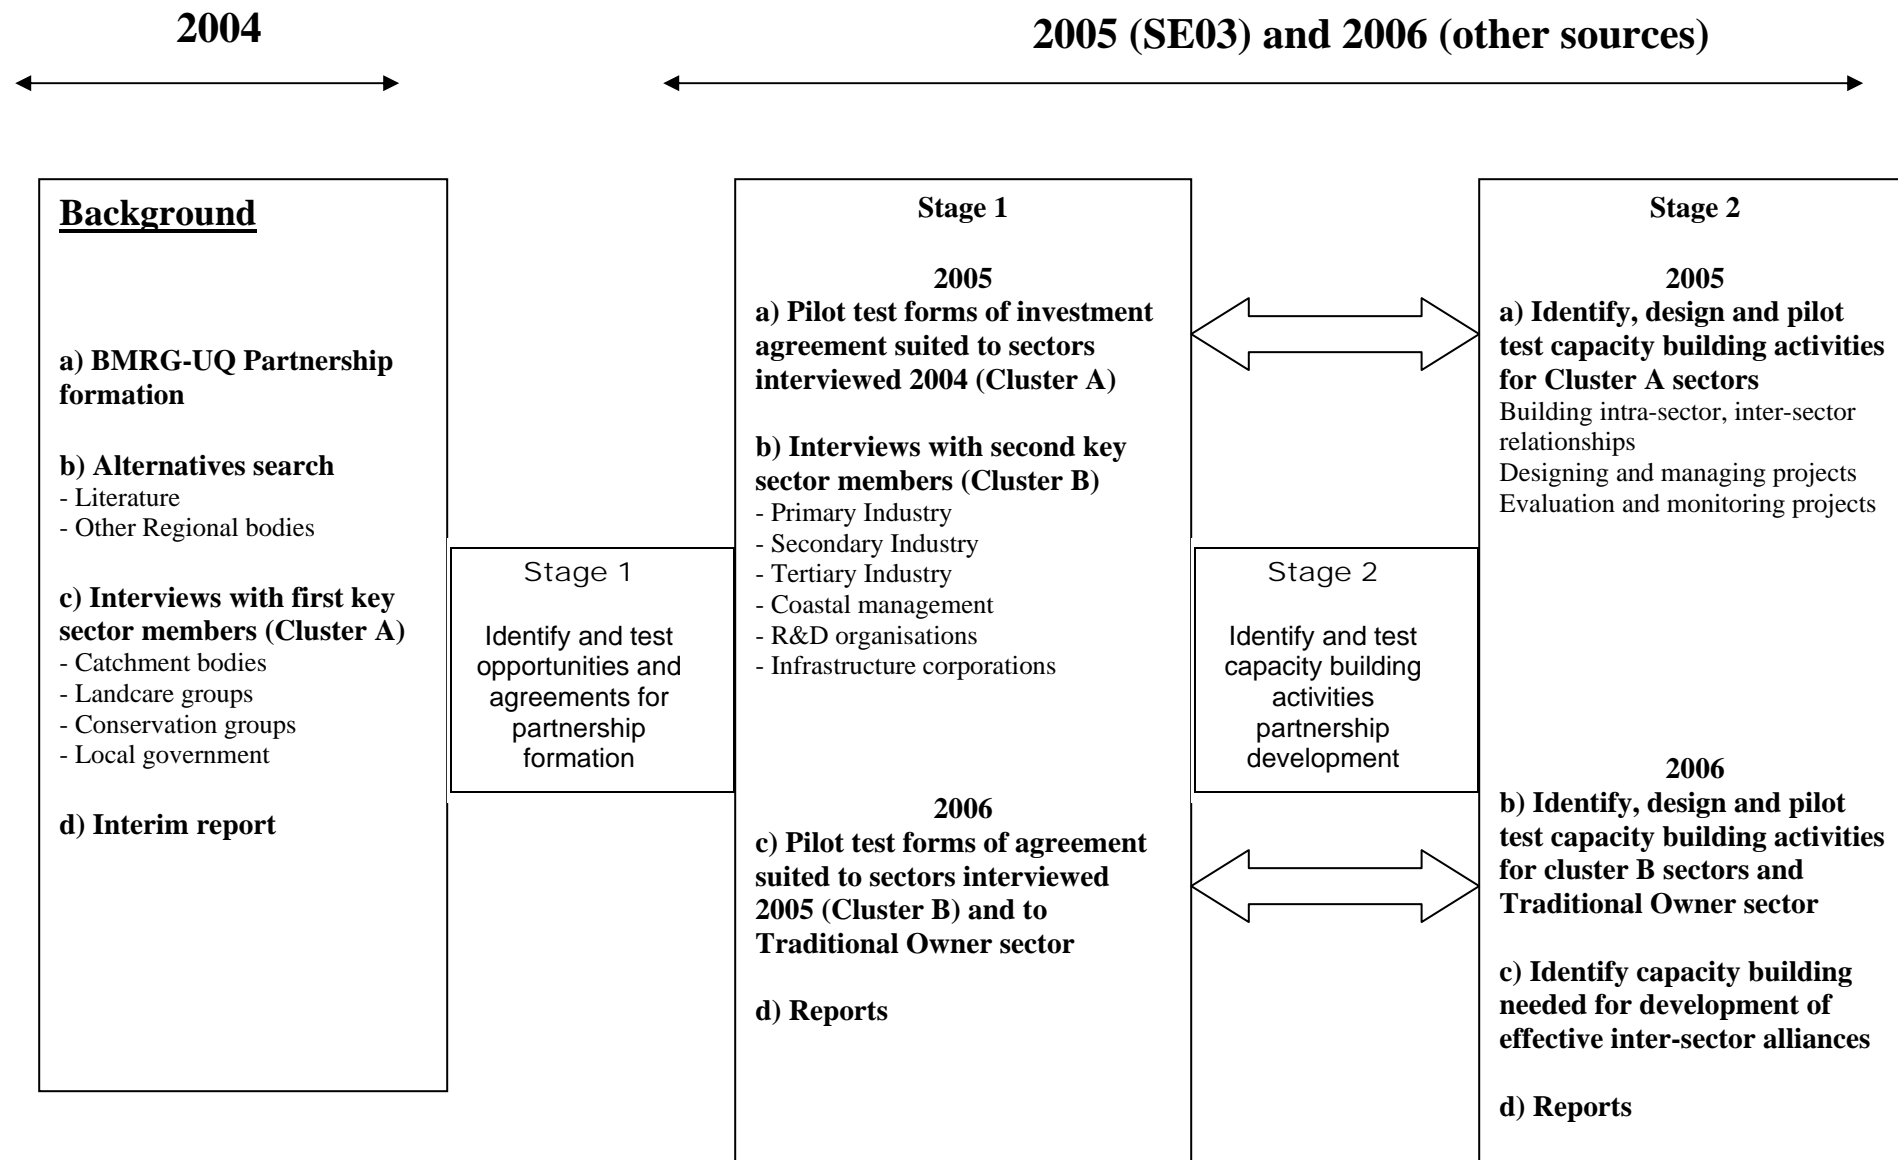 2004
2005 (SE03) and 2006 (other sources)
Background
a) BMRG-UQ Partnership
formation
b) Alternatives search
- Literature
- Other Regional bodies
c) Interviews with first key
sector members (Cluster A)
- Catchment bodies
- Landcare groups
- Conservation groups
- Local government
d) Interim report
Stage 1
Identify and test
opportunities and
agreements for
partnership
formation
Stage 1
2005
a) Pilot test forms of investment
agreement suited to sectors
interviewed 2004 (Cluster A)
b) Interviews with second key
sector members (Cluster B)
- Primary Industry
- Secondary Industry
- Tertiary Industry
- Coastal management
- R&D organisations
- Infrastructure corporations
2006
c) Pilot test forms of agreement
suited to sectors interviewed
2005 (Cluster B) and to
Traditional Owner sector
d) Reports
Stage 2
Identify and test
capacity building
activities
partnership
development
Stage 2
2005
a) Identify, design and pilot
test capacity building activities
for Cluster A sectors
Building intra-sector, inter-sector
relationships
Designing and managing projects
Evaluation and monitoring projects
2006
b) Identify, design and pilot
test capacity building activities
for cluster B sectors and
Traditional Owner sector
c) Identify capacity building
needed for development of
effective inter-sector alliances
d) Reports